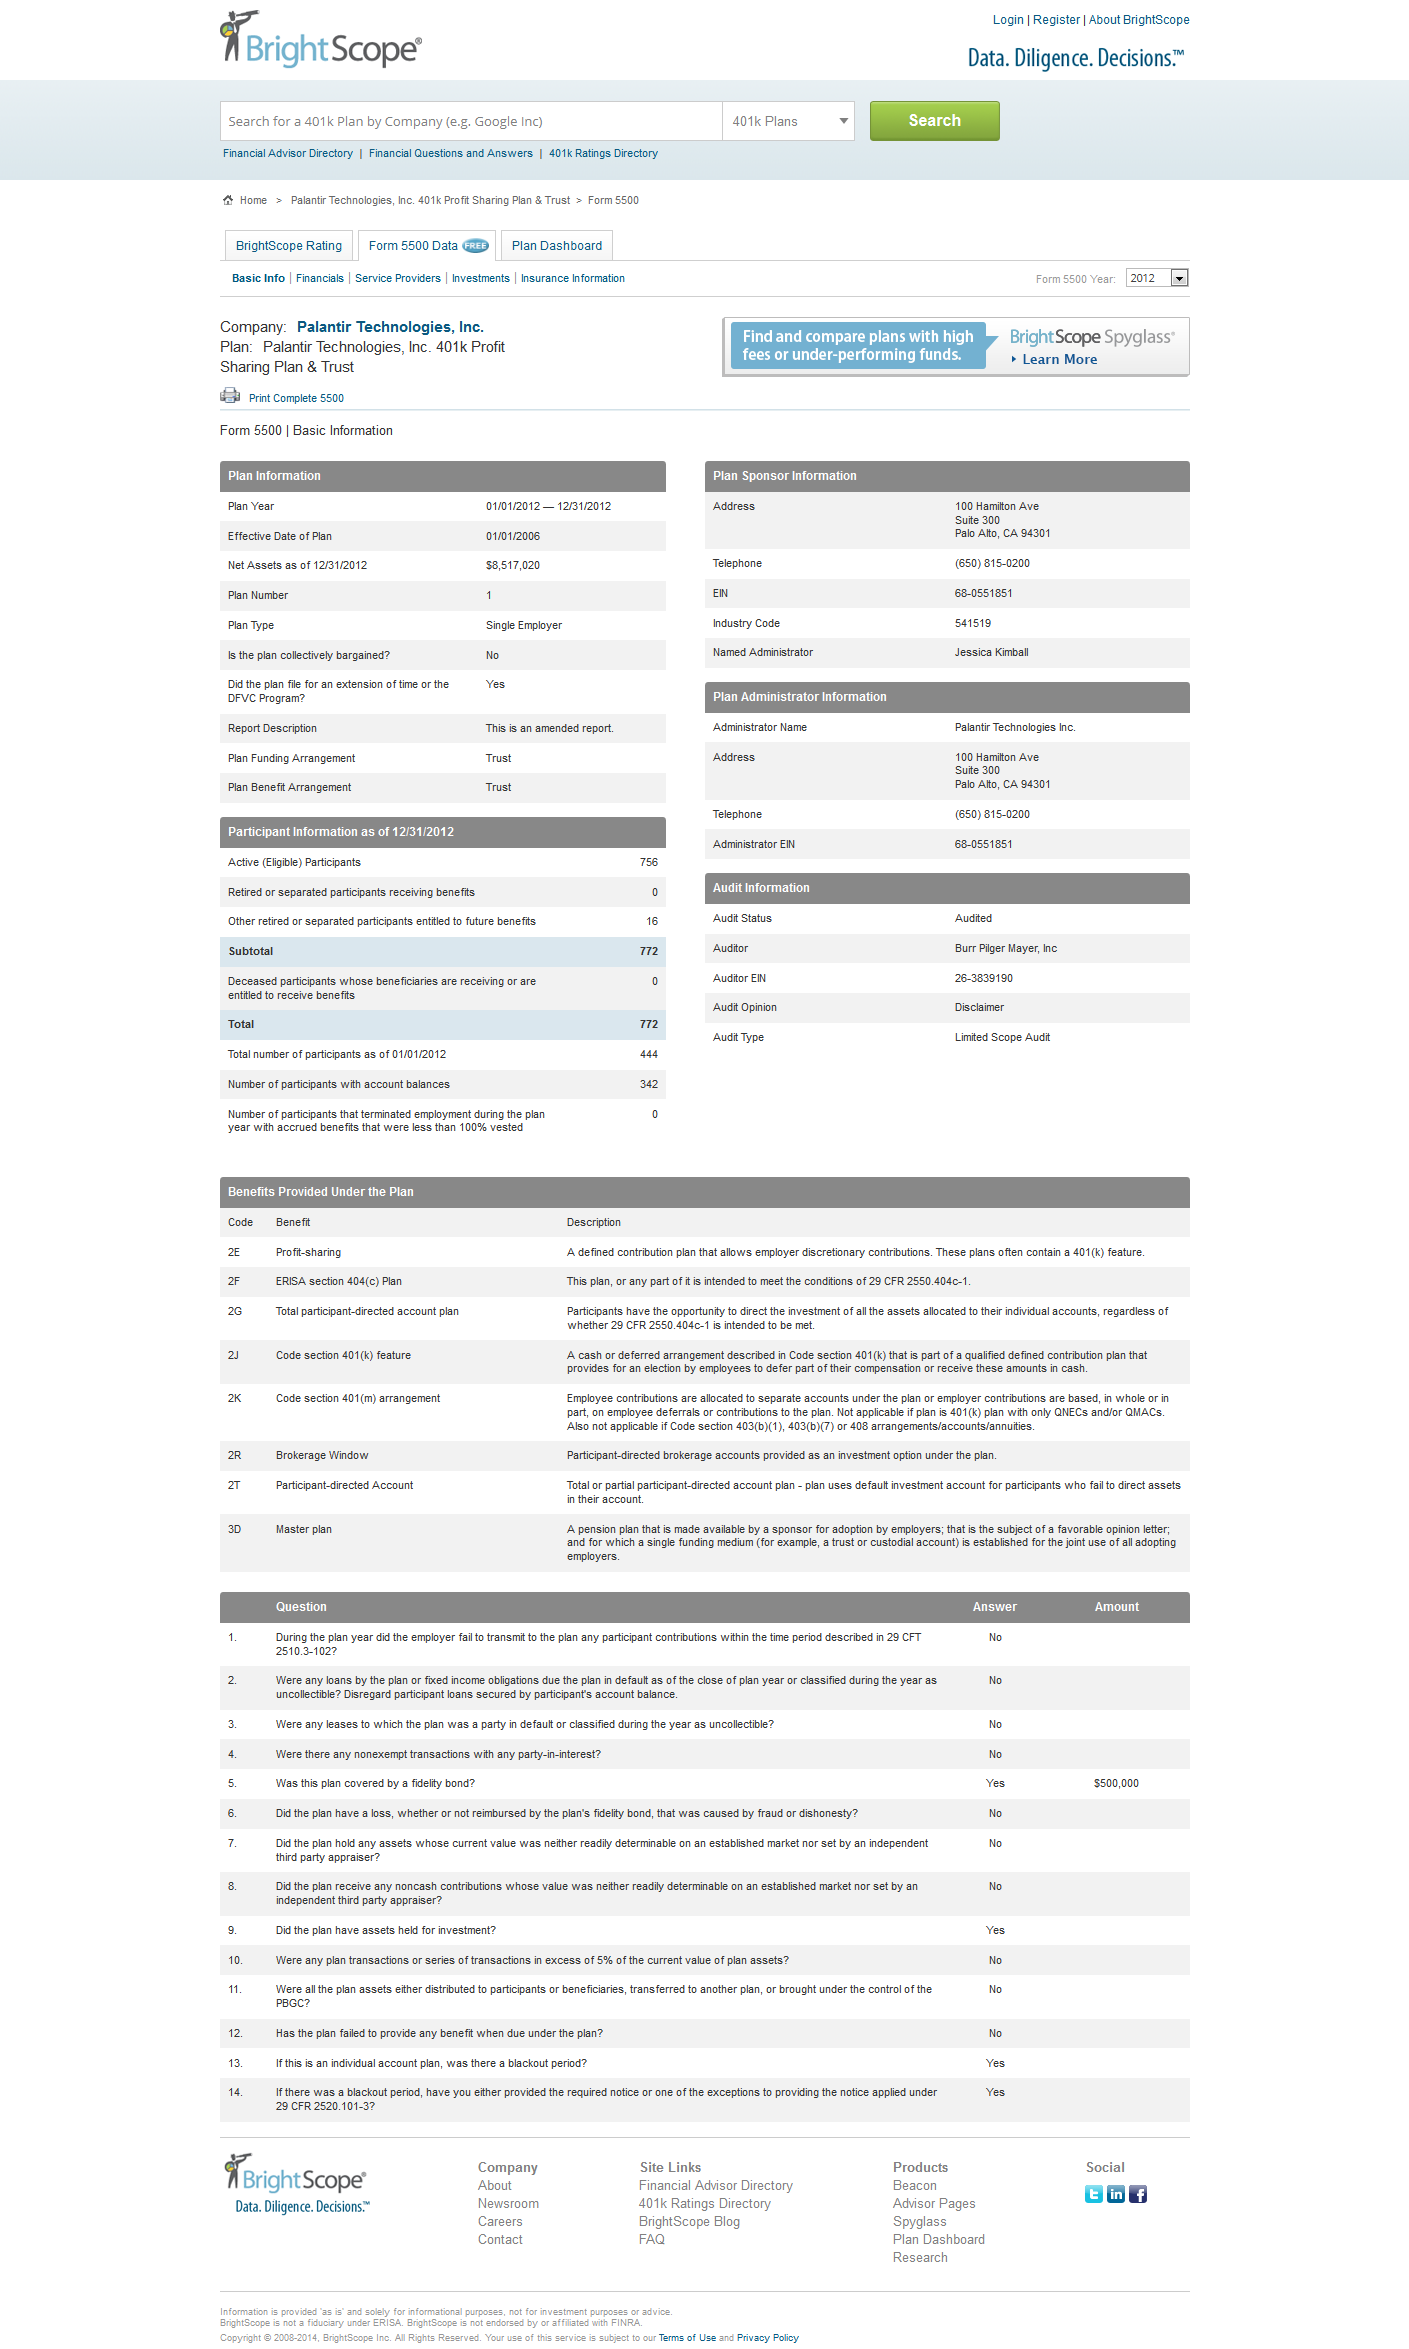 BrightScope®
Login | Register | About BrightScope
Data. Diligence. Decisions.™
Search for a 401k Plan by Company (e.g. Google Inc)
401k Plans
Search
Financial Advisor Directory | Financial Questions and Answers | 401k Ratings Directory
Home > Palantir Technologies, Inc. 401k Profit Sharing Plan & Trust > Form 5500
BrightScope Rating
Form 5500 Data FREE
Plan Dashboard
Basic Info | Financials | Service Providers | Investments | Insurance Information
Form 5500 Year: 2012
Company: Palantir Technologies, Inc.
Plan: Palantir Technologies, Inc. 401k Profit
Sharing Plan & Trust
Find and compare plans with high
fees or under-performing funds.
BrightScope Spyglass®
Learn More
Print Complete 5500
Form 5500 | Basic Information
Plan Information
Plan Year 01/01/2012 — 12/31/2012
Effective Date of Plan 01/01/2006
Net Assets as of 12/31/2012 $8,517,020
Plan Number 1
Plan Type Single Employer
Is the plan collectively bargained? No
Did the plan file for an extension of time or the Yes
DFVC Program?
Report Description This is an amended report.
Plan Funding Arrangement Trust
Plan Benefit Arrangement Trust
Participant Information as of 12/31/2012
Active (Eligible) Participants 756
Retired or separated participants receiving benefits 0
Other retired or separated participants entitled to future benefits 16
Subtotal 772
Deceased participants whose beneficiaries are receiving or are 0
entitled to receive benefits
Total 772
Total number of participants as of 01/01/2012 444
Number of participants with account balances 342
Number of participants that terminated employment during the plan 0
year with accrued benefits that were less than 100% vested
Plan Sponsor Information
Address 100 Hamilton Ave
Suite 300
Palo Alto, CA 94301
Telephone (650) 815-0200
EIN 68-0551851
Industry Code 541519
Named Administrator Jessica Kimball
Plan Administrator Information
Administrator Name Palantir Technologies Inc.
Address 100 Hamilton Ave
Suite 300
Palo Alto, CA 94301
Telephone (650) 815-0200
Administrator EIN 68-0551851
Audit Information
Audit Status Audited
Auditor Burr Pilger Mayer, Inc
Auditor EIN 26-3839190
Audit Opinion Disclaimer
Audit Type Limited Scope Audit
Benefits Provided Under the Plan
Code Benefit Description
2E Profit-sharing A defined contribution plan that allows employer discretionary contributions. These plans often contain a 401(k) feature.
2F ERISA section 404(c) Plan This plan, or any part of it is intended to meet the conditions of 29 CFR 2550.404c-1.
2G Total participant-directed account plan Participants have the opportunity to direct the investment of all the assets allocated to their individual accounts, regardless of
whether 29 CFR 2550.404c-1 is intended to be met.
2J Code section 401(k) feature A cash or deferred arrangement described in Code section 401(k) that is part of a qualified defined contribution plan that
provides for an election by employees to defer part of their compensation or receive these amounts in cash.
2K Code section 401(m) arrangement Employee contributions are allocated to separate accounts under the plan or employer contributions are based, in whole or in
part, on employee deferrals or contributions to the plan. Not applicable if plan is 401(k) plan with only QNECs and/or QMACs.
Also not applicable if Code section 403(b)(1), 403(b)(7) or 408 arrangements/accounts/annuities.
2R Brokerage Window Participant-directed brokerage accounts provided as an investment option under the plan.
2T Participant-directed Account Total or partial participant-directed account plan - plan uses default investment account for participants who fail to direct assets
in their account.
3D Master plan A pension plan that is made available by a sponsor for adoption by employers; that is the subject of a favorable opinion letter;
and for which a single funding medium (for example, a trust or custodial account) is established for the joint use of all adopting
employers.
Question Answer Amount
1. During the plan year did the employer fail to transmit to the plan any participant contributions within the time period described in 29 CFT No
2510.3-102?
2. Were any loans by the plan or fixed income obligations due the plan in default as of the close of plan year or classified during the year as No
uncollectible? Disregard participant loans secured by participant's account balance.
3. Were any leases to which the plan was a party in default or classified during the year as uncollectible? No
4. Were there any nonexempt transactions with any party-in-interest? No
5. Was this plan covered by a fidelity bond? Yes $500,000
6. Did the plan have a loss, whether or not reimbursed by the plan's fidelity bond, that was caused by fraud or dishonesty? No
7. Did the plan hold any assets whose current value was neither readily determinable on an established market nor set by an independent No
third party appraiser?
8. Did the plan receive any noncash contributions whose value was neither readily determinable on an established market nor set by an No
independent third party appraiser?
9. Did the plan have assets held for investment? Yes
10. Were any plan transactions or series of transactions in excess of 5% of the current value of plan assets? No
11. Were all the plan assets either distributed to participants or beneficiaries, transferred to another plan, or brought under the control of the No
PBGC?
12. Has the plan failed to provide any benefit when due under the plan? No
13. If this is an individual account plan, was there a blackout period? Yes
14. If there was a blackout period, have you either provided the required notice or one of the exceptions to providing the notice applied under Yes
29 CFR 2520.101-3?
BrightScope®
Data. Diligence. Decisions.™
Company
About
Newsroom
Careers
Contact
Site Links
Financial Advisor Directory
401k Ratings Directory
BrightScope Blog
FAQ
Products
Beacon
Advisor Pages
Spyglass
Plan Dashboard
Research
Social
Information is provided 'as is' and solely for informational purposes, not for investment purposes or advice.
BrightScope is not a fiduciary under ERISA. BrightScope is not endorsed by or affiliated with FINRA.
Copyright © 2008-2014, BrightScope Inc. All Rights Reserved. Your use of this service is subject to our Terms of Use and Privacy Policy